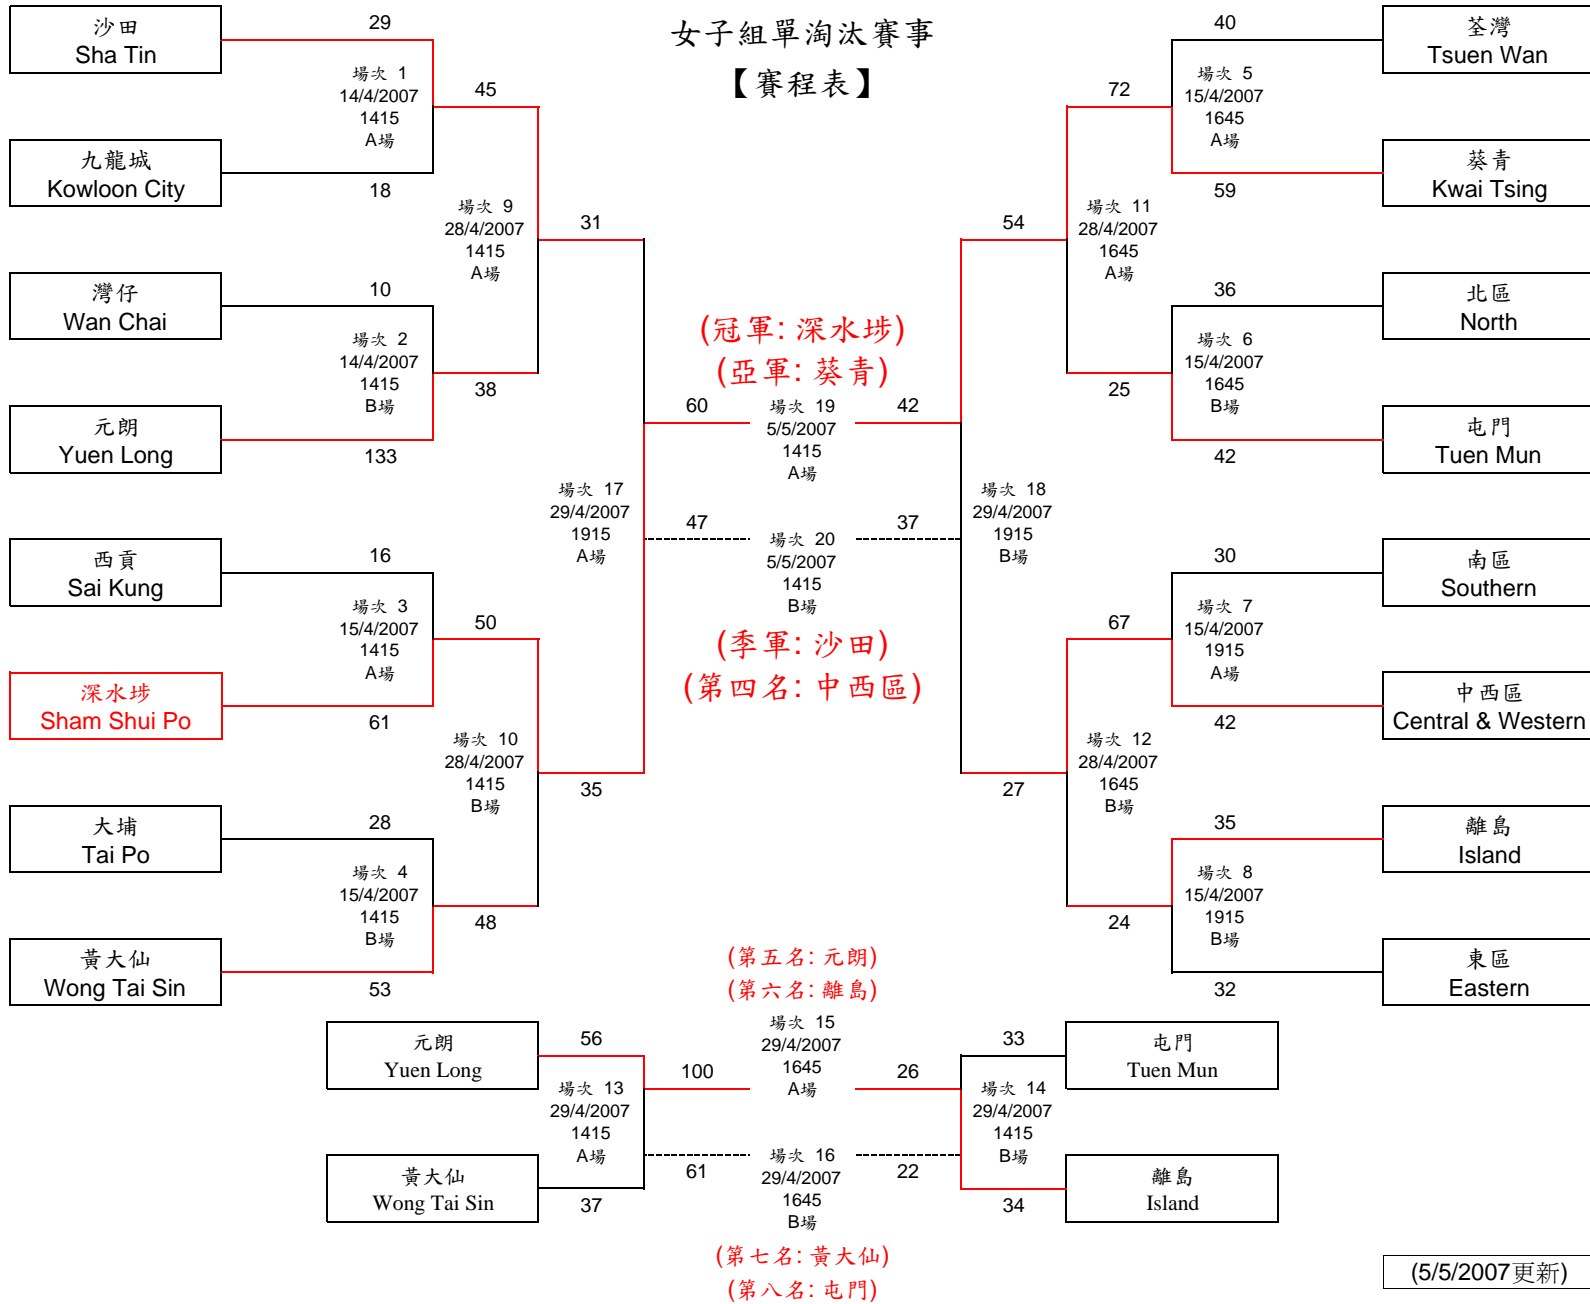 女子組單淘汰賽事
【賽程表】
沙田
Sha Tin
29
場次 1
14/4/2007
1415
A場
九龍城
Kowloon City
18
45
場次 9
28/4/2007
1415
A場
灣仔
Wan Chai
10
場次 2
14/4/2007
1415
B場
元朗
Yuen Long
133
38
31
場次 17
29/4/2007
1915
A場
西貢
Sai Kung
16
場次 3
15/4/2007
1415
A場
深水埗
Sham Shui Po
61
50
場次 10
28/4/2007
1415
B場
35
大埔
Tai Po
28
場次 4
15/4/2007
1415
B場
黃大仙
Wong Tai Sin
53
48
(冠軍: 深水埗)
(亞軍: 葵青)
60
場次 19
5/5/2007
1415
A場
42
47
場次 20
5/5/2007
1415
B場
37
(季軍: 沙田)
(第四名: 中西區)
40
荃灣
Tsuen Wan
場次 5
15/4/2007
1645
A場
葵青
Kwai Tsing
59
72
場次 11
28/4/2007
1645
A場
54
36
北區
North
場次 6
15/4/2007
1645
B場
屯門
Tuen Mun
42
25
場次 18
29/4/2007
1915
B場
30
南區
Southern
場次 7
15/4/2007
1915
A場
中西區
Central & Western
42
67
場次 12
28/4/2007
1645
B場
27
35
離島
Island
場次 8
15/4/2007
1915
B場
東區
Eastern
32
24
(第五名: 元朗)
(第六名: 離島)
元朗
Yuen Long
56
場次 13
29/4/2007
1415
A場
黃大仙
Wong Tai Sin
37
100
場次 15
29/4/2007
1645
A場
26
61
場次 16
29/4/2007
1645
B場
22
33
屯門
Tuen Mun
場次 14
29/4/2007
1415
B場
離島
Island
34
(第七名: 黃大仙)
(第八名: 屯門)
(5/5/2007更新)